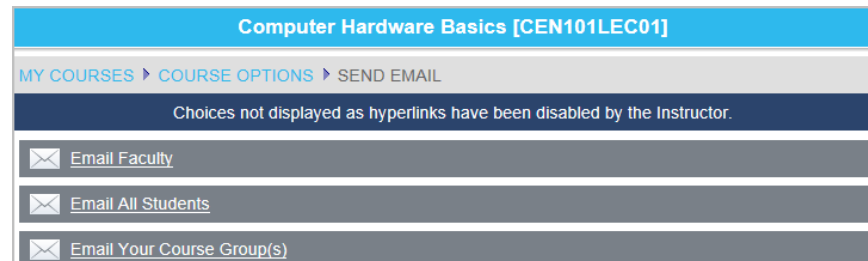 Computer Hardware Basics [CEN101LEC01]
MY COURSES COURSE OPTIONS SEND EMAIL
Choices not displayed as hyperlinks have been disabled by the Instructor.
Email Faculty
Email All Students
Email Your Course Group(s)